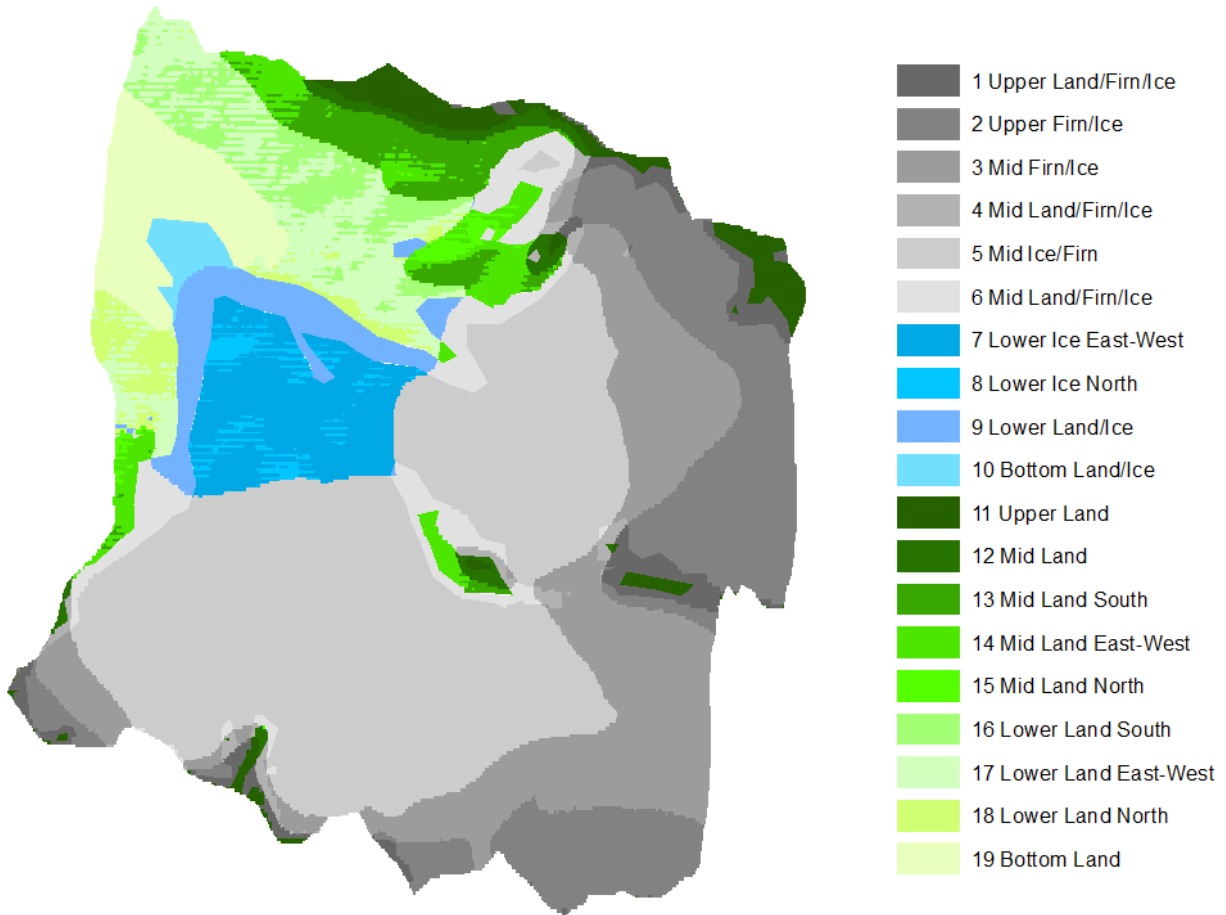 1 Upper Land/Firn/Ice
2 Upper Firn/Ice
3 Mid Firn/Ice
4 Mid Land/Firn/Ice
5 Mid Ice/Firn
6 Mid Land/Firn/Ice
7 Lower Ice East-West
8 Lower Ice North
9 Lower Land/Ice
10 Bottom Land/Ice
11 Upper Land
12 Mid Land
13 Mid Land South
14 Mid Land East-West
15 Mid Land North
16 Lower Land South
17 Lower Land East-West
18 Lower Land North
19 Bottom Land